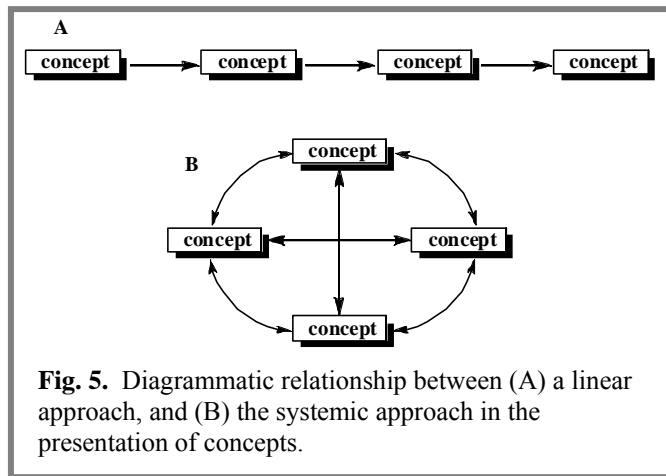 A
concept concept concept concept
B
concept
concept concept
concept
Fig. 5. Diagrammatic relationship between (A) a linear
approach, and (B) the systemic approach in the
presentation of concepts.